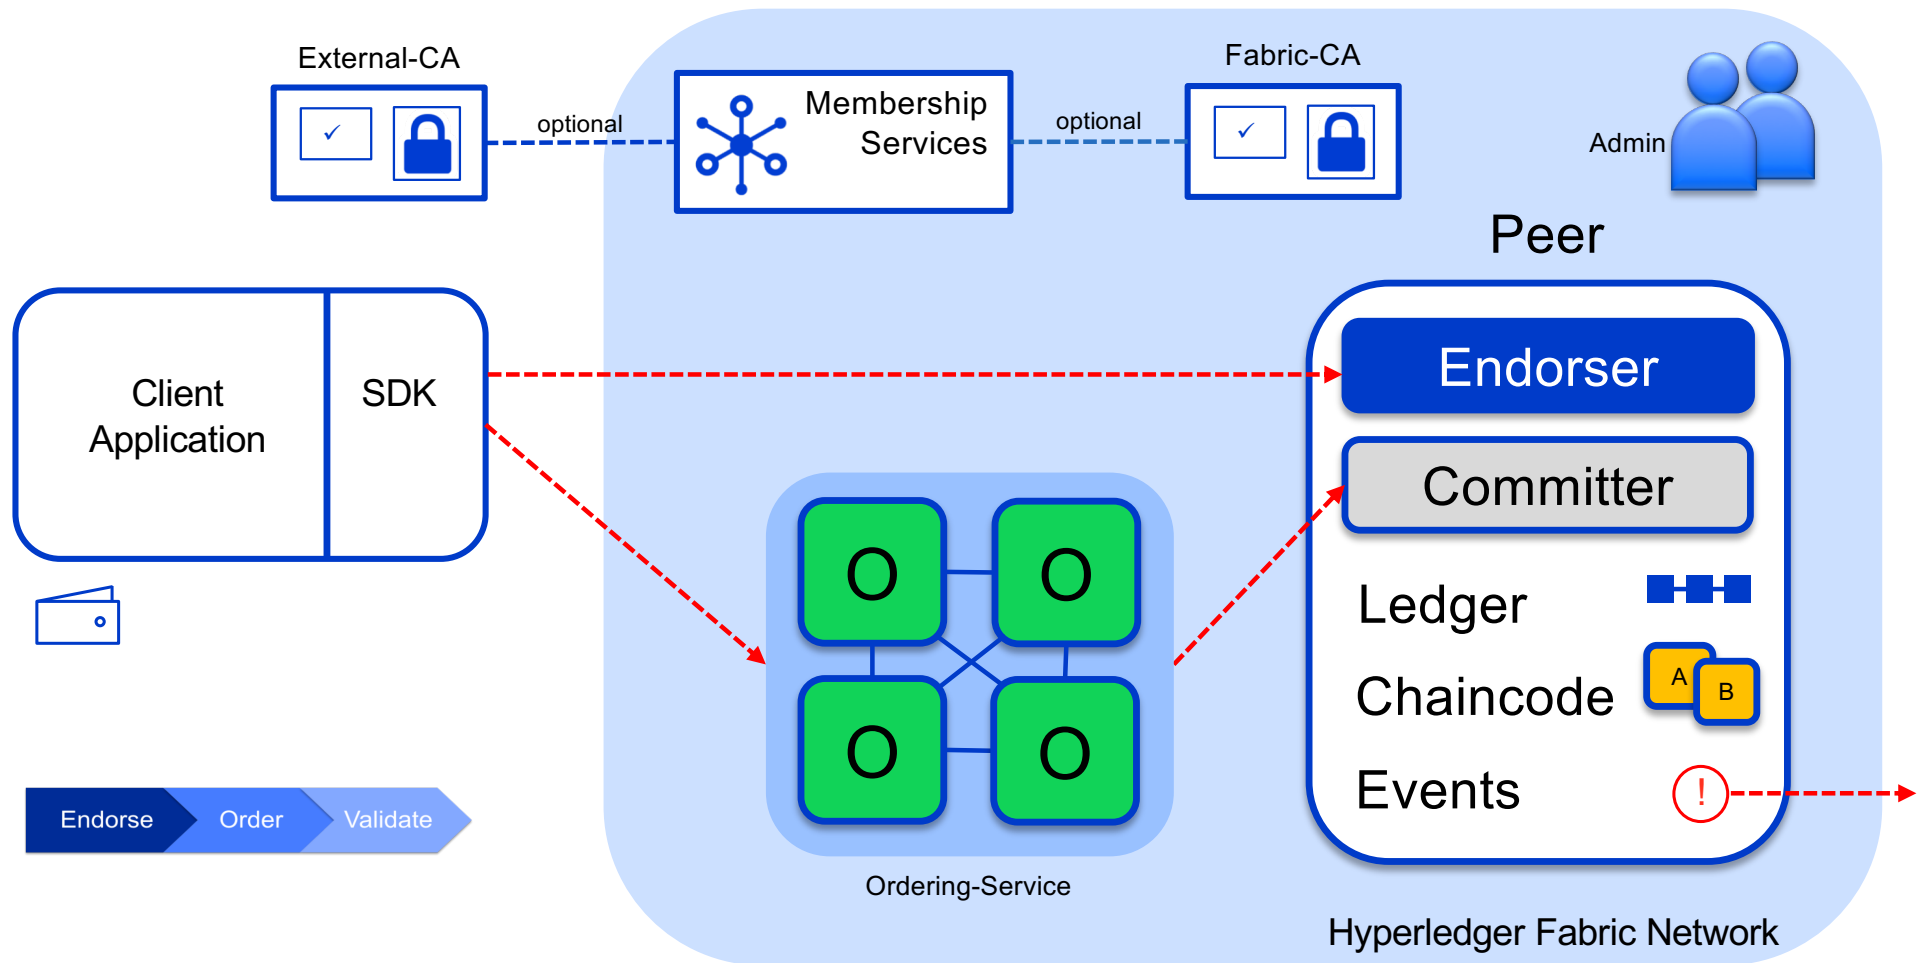 External-CA
optional
Membership
Services
optional
Fabric-CA
Admin
Peer
Client
Application
SDK
Endorser
Committer
Ledger
Chaincode
A
B
Events
!
O
O
O
O
Ordering-Service
Endorse
Order
Validate
Hyperledger Fabric Network